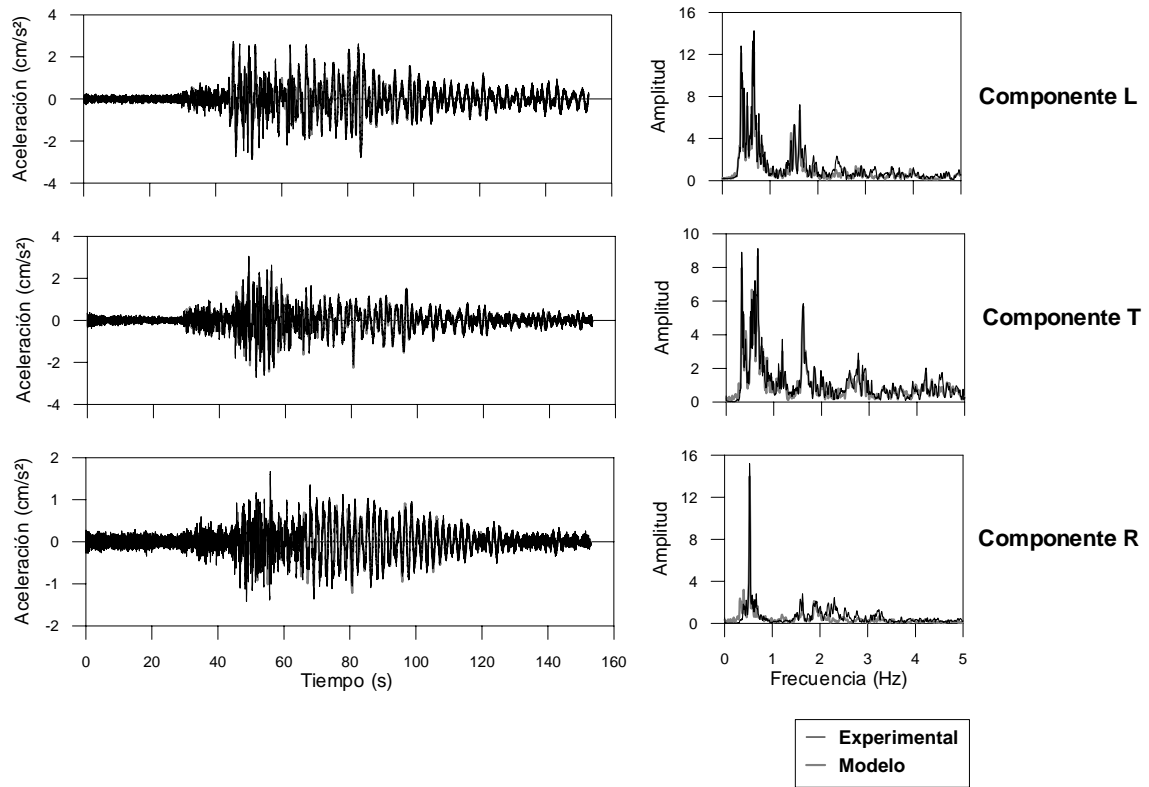 4
2
0
-2
-4
Aceleración (cm/s²)
16
12
8
4
0
Amplitud
Componente L
4
2
0
-2
-4
Aceleración (cm/s²)
10
8
6
4
2
0
Amplitud
Componente T
2
1
0
-1
-2
Aceleración (cm/s²)
0 20 40 60 80 100 120 140 160
Tiempo (s)
16
12
8
4
0
Amplitud
0 1 2 3 4 5
Frecuencia (Hz)
Componente R
Experimental
Modelo